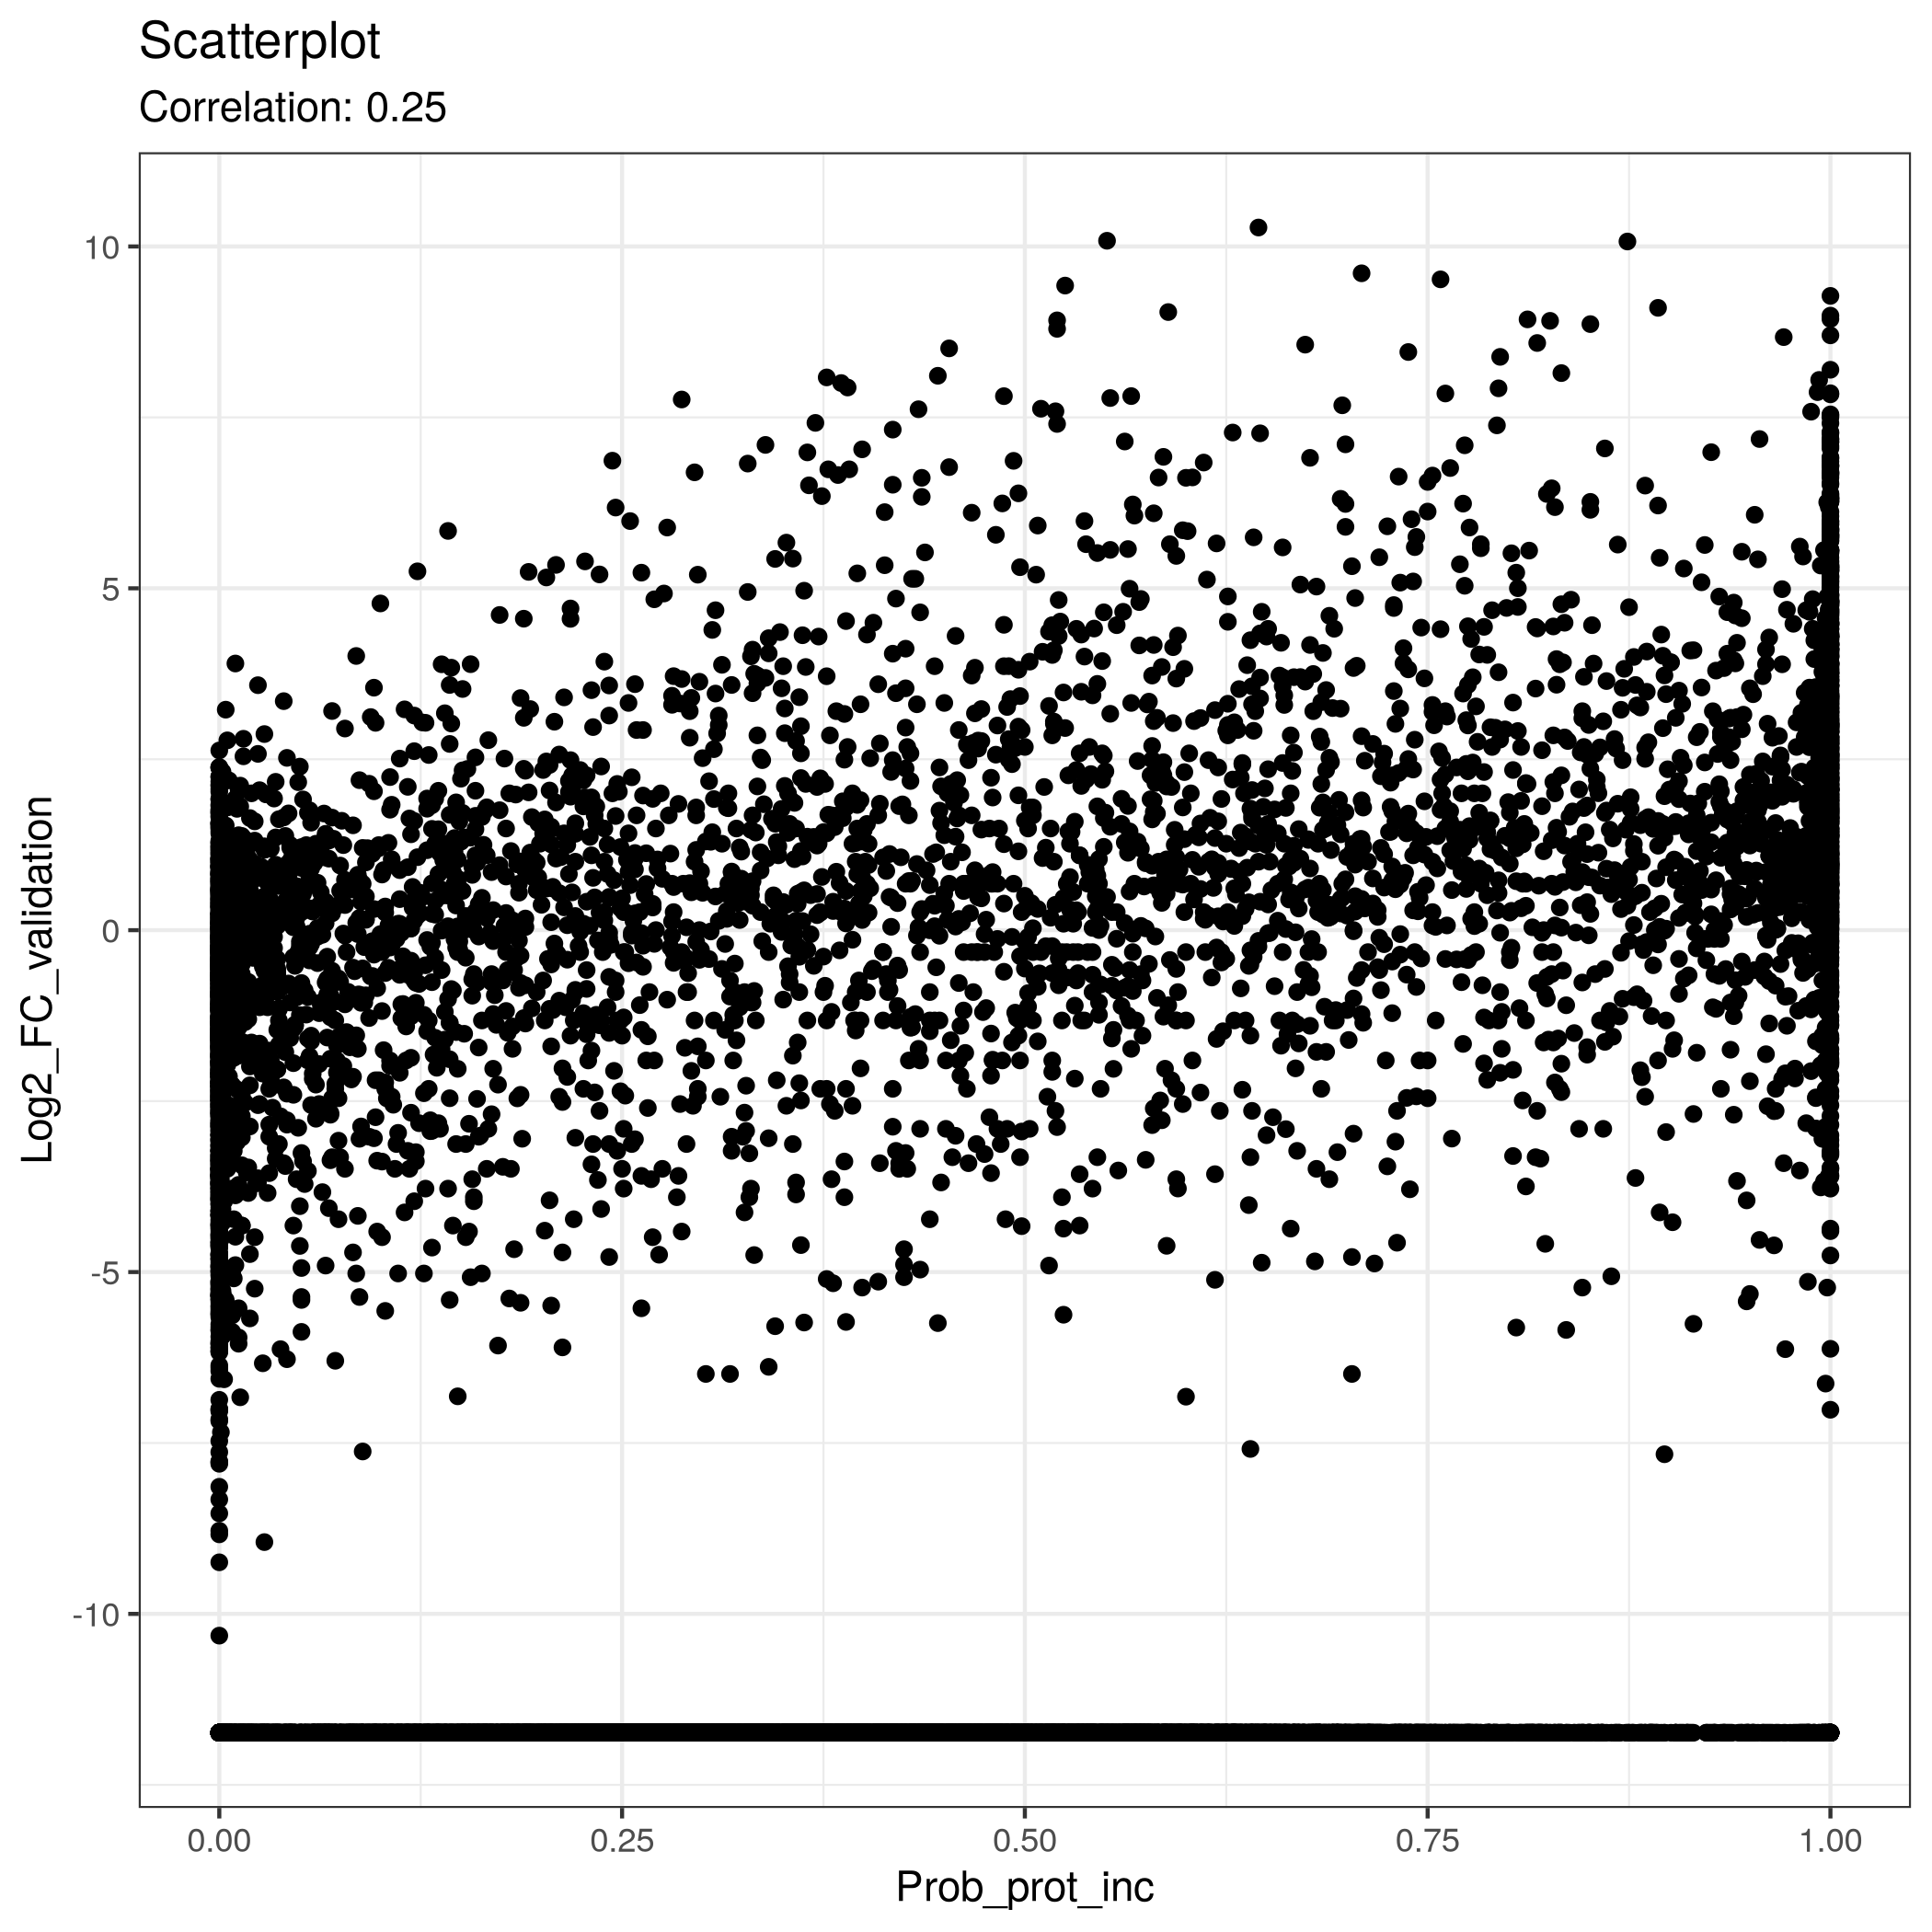 Scatterplot
Correlation: 0.25
10
5
0
-5
-10
Log2_FC_validation
0.00 0.25 0.50 0.75 1.00
Prob_prot_inc